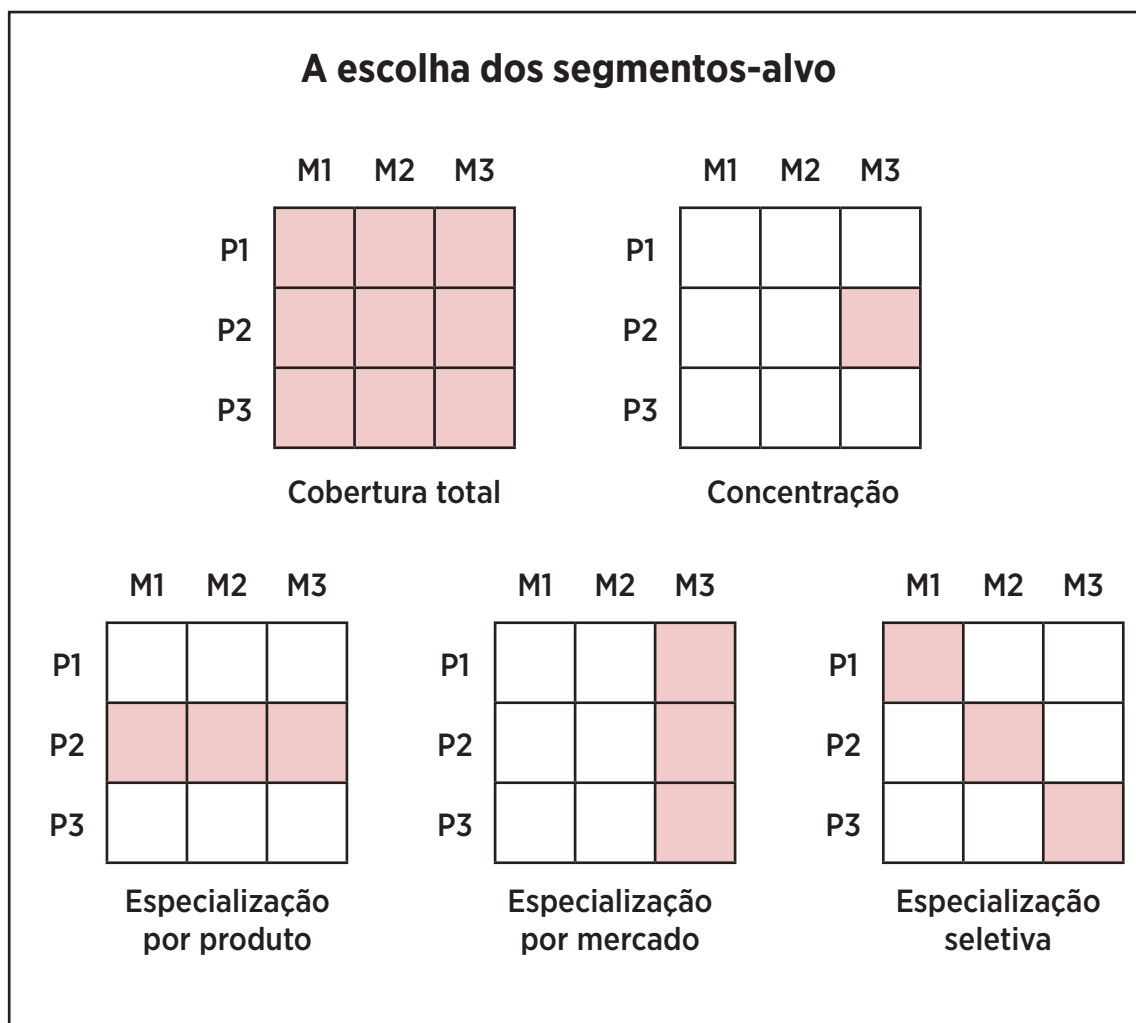 A escolha dos segmentos-alvo
M1 M2 M3
P1
P2
P3
Cobertura total
M1 M2 M3
P1
P2
P3
Concentração
M1 M2 M3
P1
P2
P3
Especialização
por produto
M1 M2 M3
P1
P2
P3
Especialização
por mercado
M1 M2 M3
P1
P2
P3
Especialização
seletiva